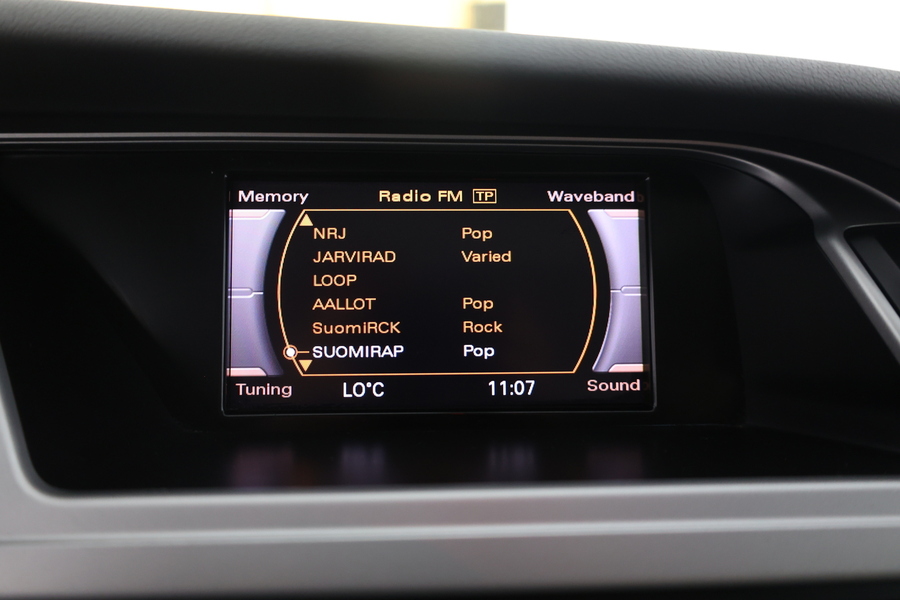 Memory Radio FM TP Waveband
NRJ Pop
JARVIRAD Varied
LOOP
AALLOT Pop
SuomiRCK Rock
SUOMIRAP Pop
Tuning LO°C 11:07 Sound